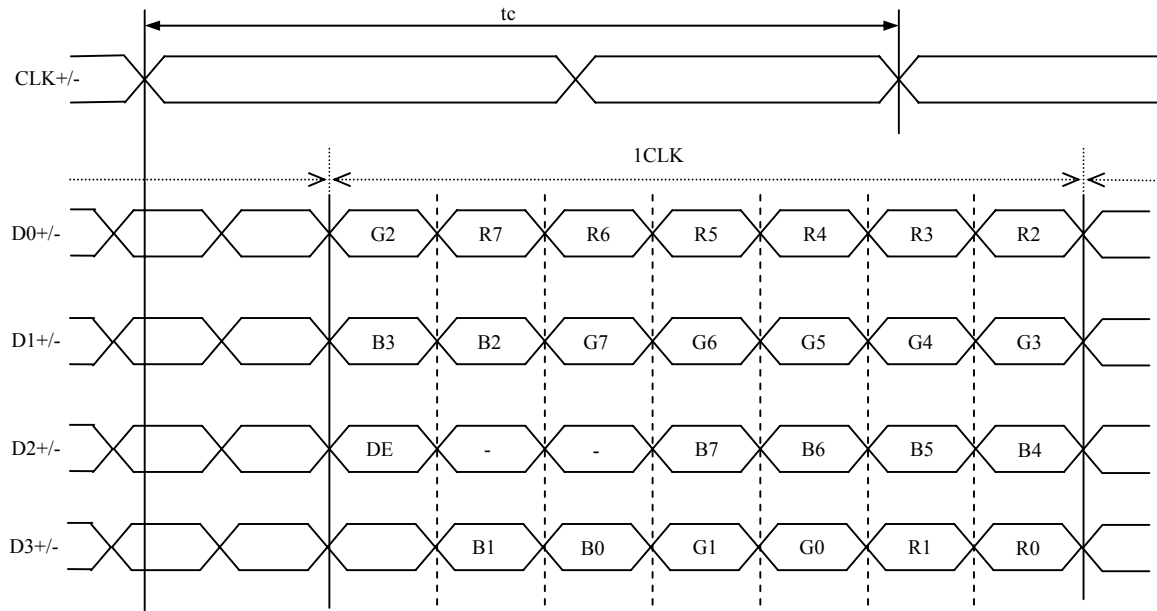 tc
CLK+/-
1CLK
D0+/- G2 R7 R6 R5 R4 R3 R2
D1+/- B3 B2 G7 G6 G5 G4 G3
D2+/- DE - - B7 B6 B5 B4
D3+/- B1 B0 G1 G0 R1 R0